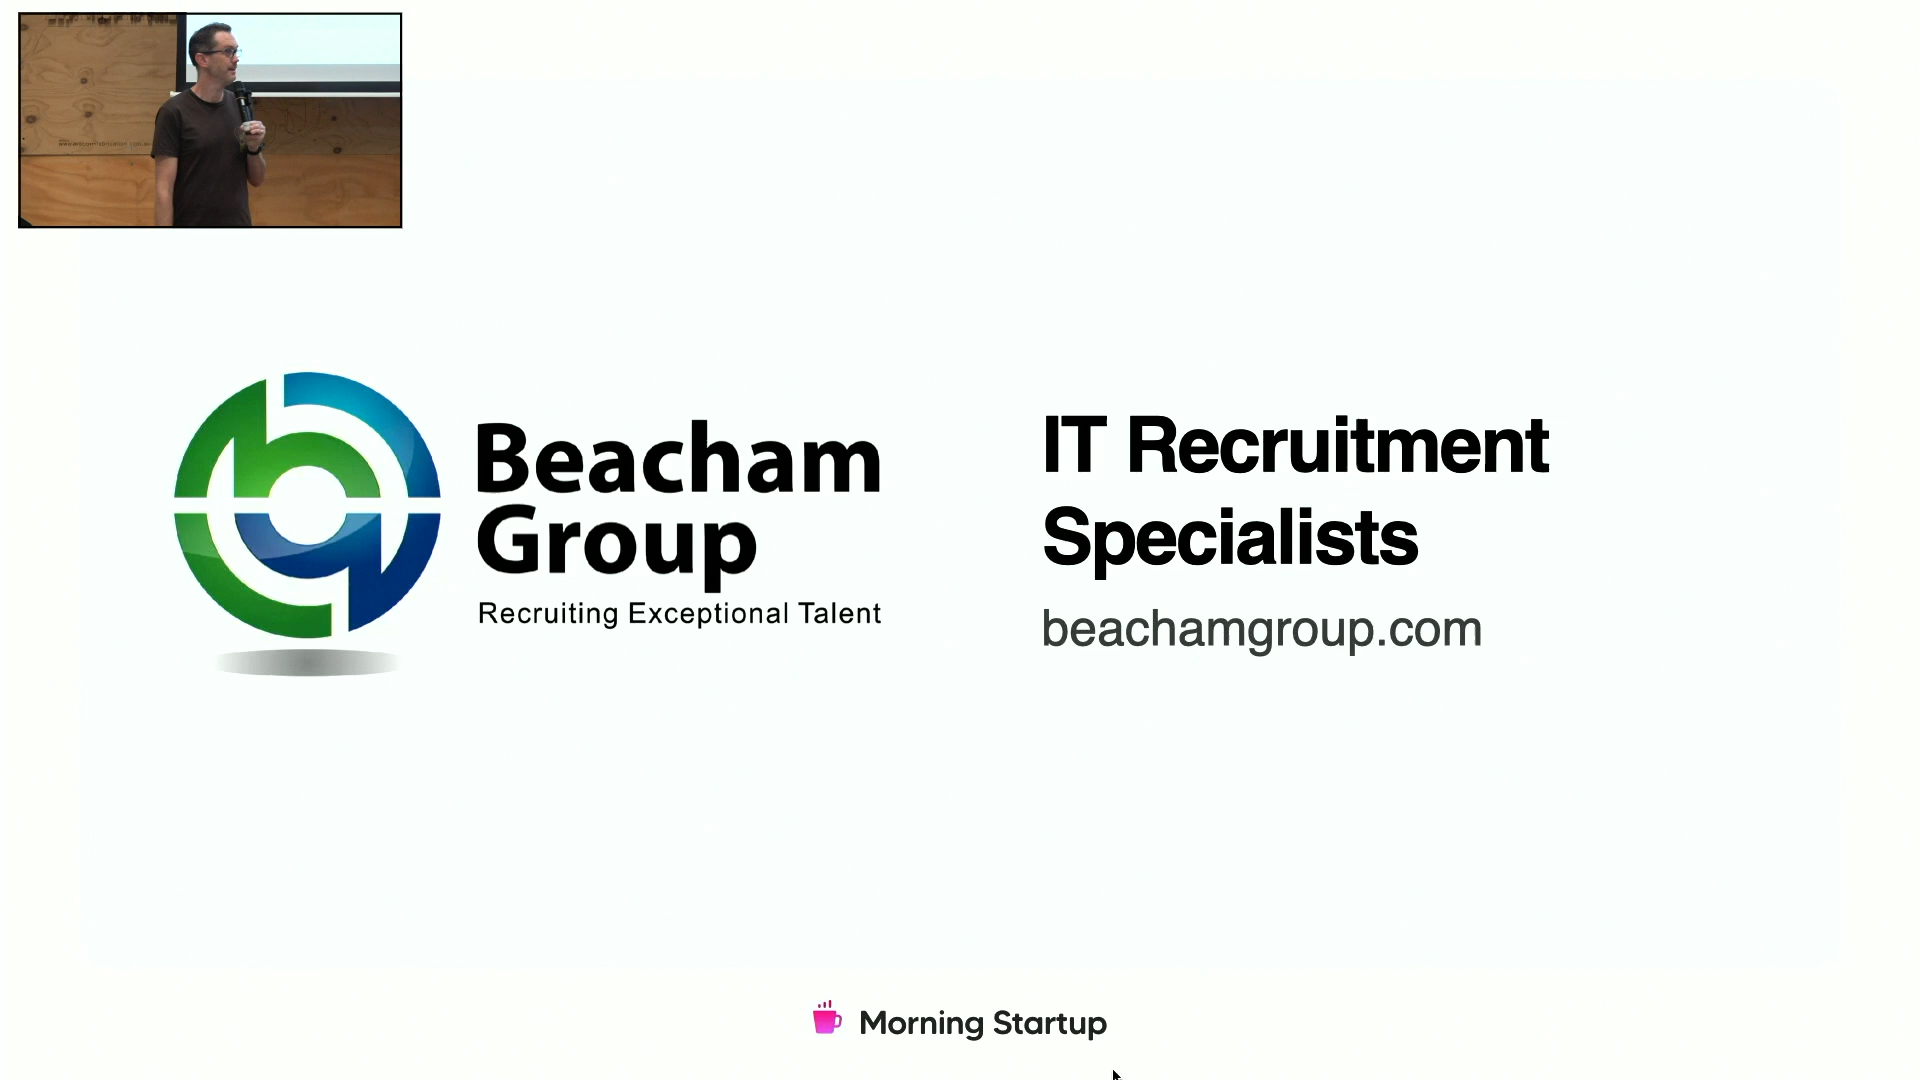 Beacham
Group
Recruiting Exceptional Talent
IT Recruitment
Specialists
beachamgroup.com
Morning Startup